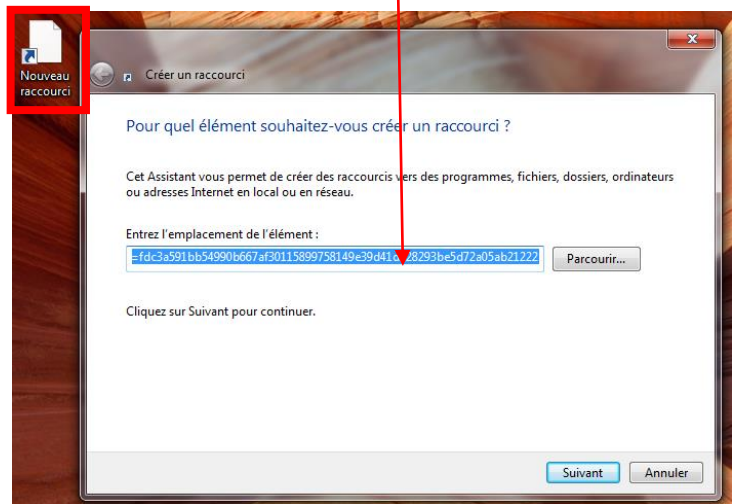 Nouveau
raccourci
Créer un raccourci
Pour quel élément souhaitez-vous créer un raccourci ?
Cet Assistant vous permet de créer des raccourcis vers des programmes, fichiers, dossiers, ordinateurs
ou adresses Internet en local ou en réseau.
Entrez l'emplacement de l'élément :
Parcourir...
Cliquez sur Suivant pour continuer.
Suivant
Annuler